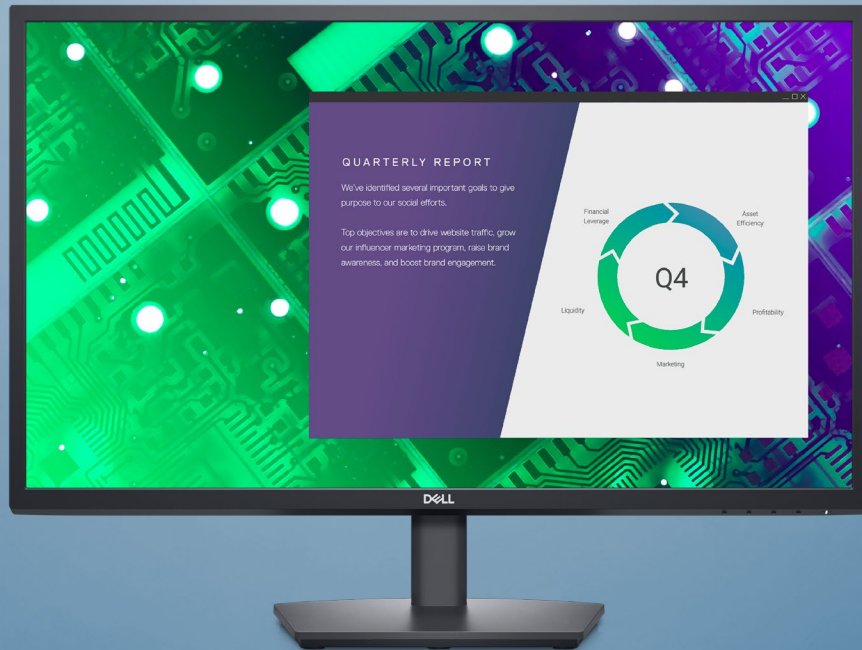 QUARTERLY REPORT
We've identified several important goals to give
purpose to our social efforts.
Top objectives are to drive website traffic, grow
our influencer marketing program, raise brand
awareness, and boost brand engagement.
Financial
Leverage
Asset
Efficiency
Q4
Liquidity
Profitability
Marketing
DELL